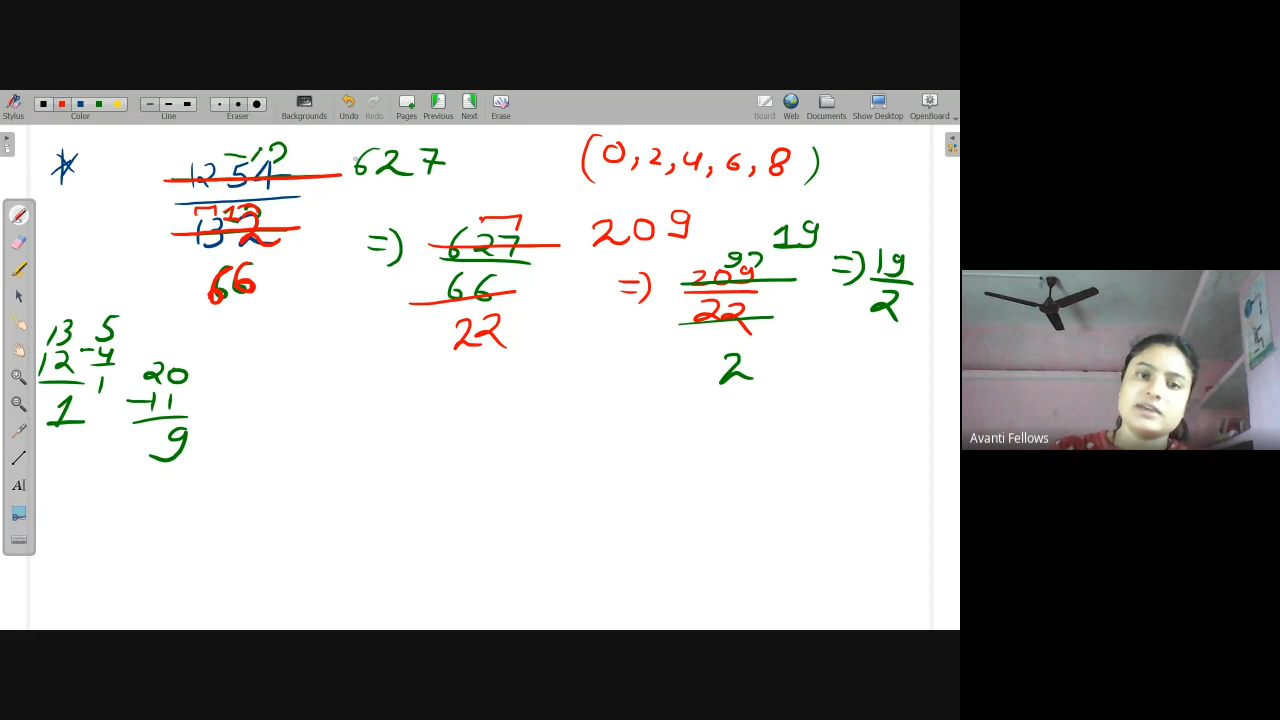 Stylus
Color
Line
Eraser
Backgrounds
Undo
Redo
Pages
Previous
Next
Erase
Board
Web
Documents
Show Desktop
OpenBoard
1254
132
66
627
(0, 2, 4, 6, 8)
=) 627
66
22
209
=) 209
22
2
19
=) 19
2
13
12
1
5
-4
1
20
-11
9
AI
Avanti Fellows